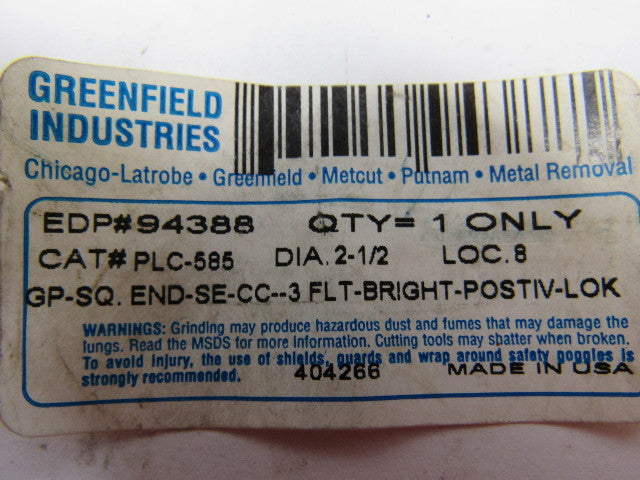 GREENFIELD
INDUSTRIES
Chicago-Latrobe • Greenfield • Metcut • Putnam • Metal Removal
EDP#94388 QTY= 1 ONLY
CAT# PLC-585 DIA. 2-1/2 LOC. 8
GP-SQ. END-SE-CC--3 FLT-BRIGHT-POSTIV-LOK
WARNINGS: Grinding may produce hazardous dust and fumes that may damage the
lungs. Read the MSDS for more Information. Cutting tools may shatter when broken.
To avoid injury, the use of shields, guards and wrap around safety goggles is
strongly recommended. 404266 MADE IN USA